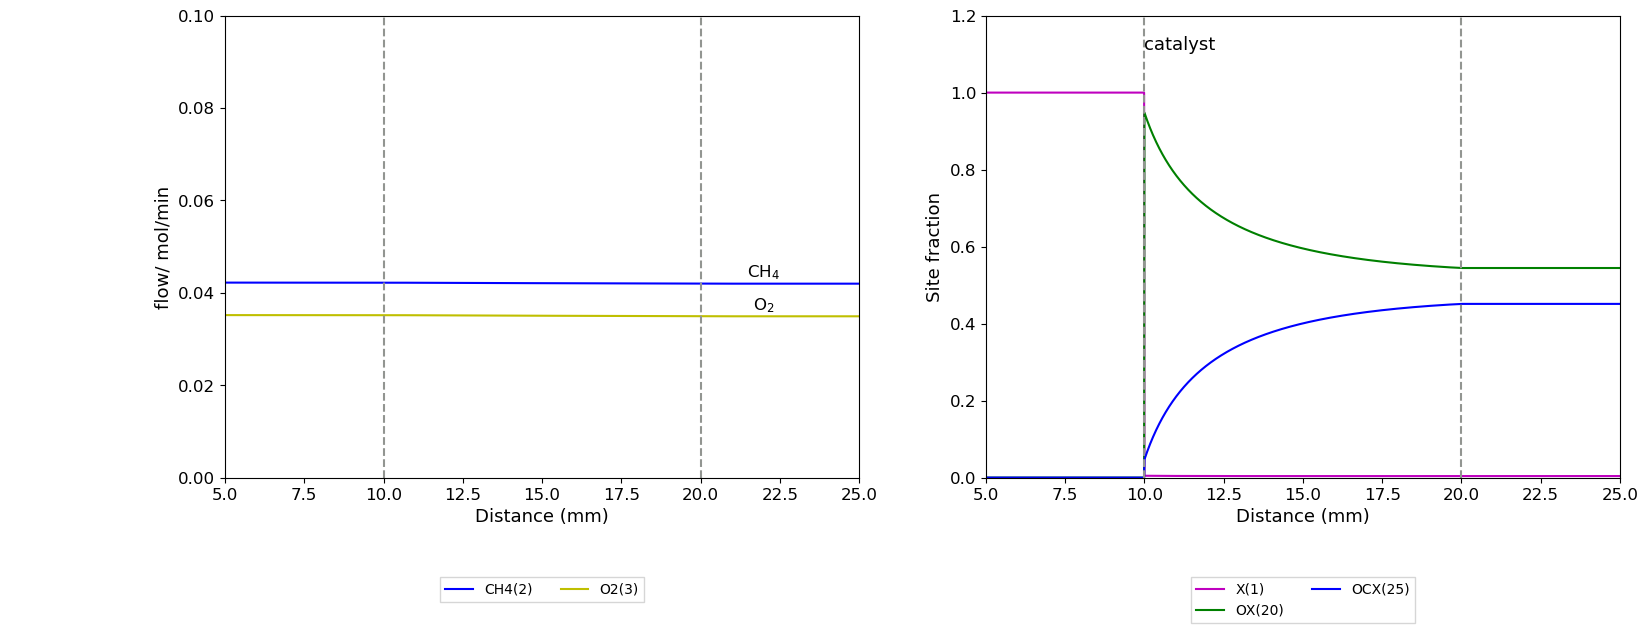 0.10
0.08
0.06
0.04
0.02
0.00
flow/ mol/min
CH4
O2
5.0 7.5 10.0 12.5 15.0 17.5 20.0 22.5 25.0
Distance (mm)
CH4(2) O2(3)
1.2
1.0
0.8
0.6
0.4
0.2
0.0
Site fraction
catalyst
5.0 7.5 10.0 12.5 15.0 17.5 20.0 22.5 25.0
Distance (mm)
X(1) OCX(25)
OX(20)